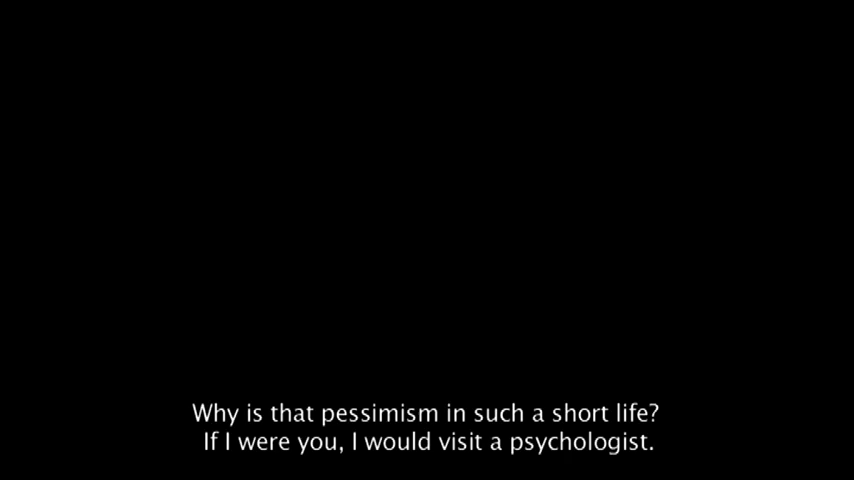 Why is that pessimism in such a short life?
If I were you, I would visit a psychologist.